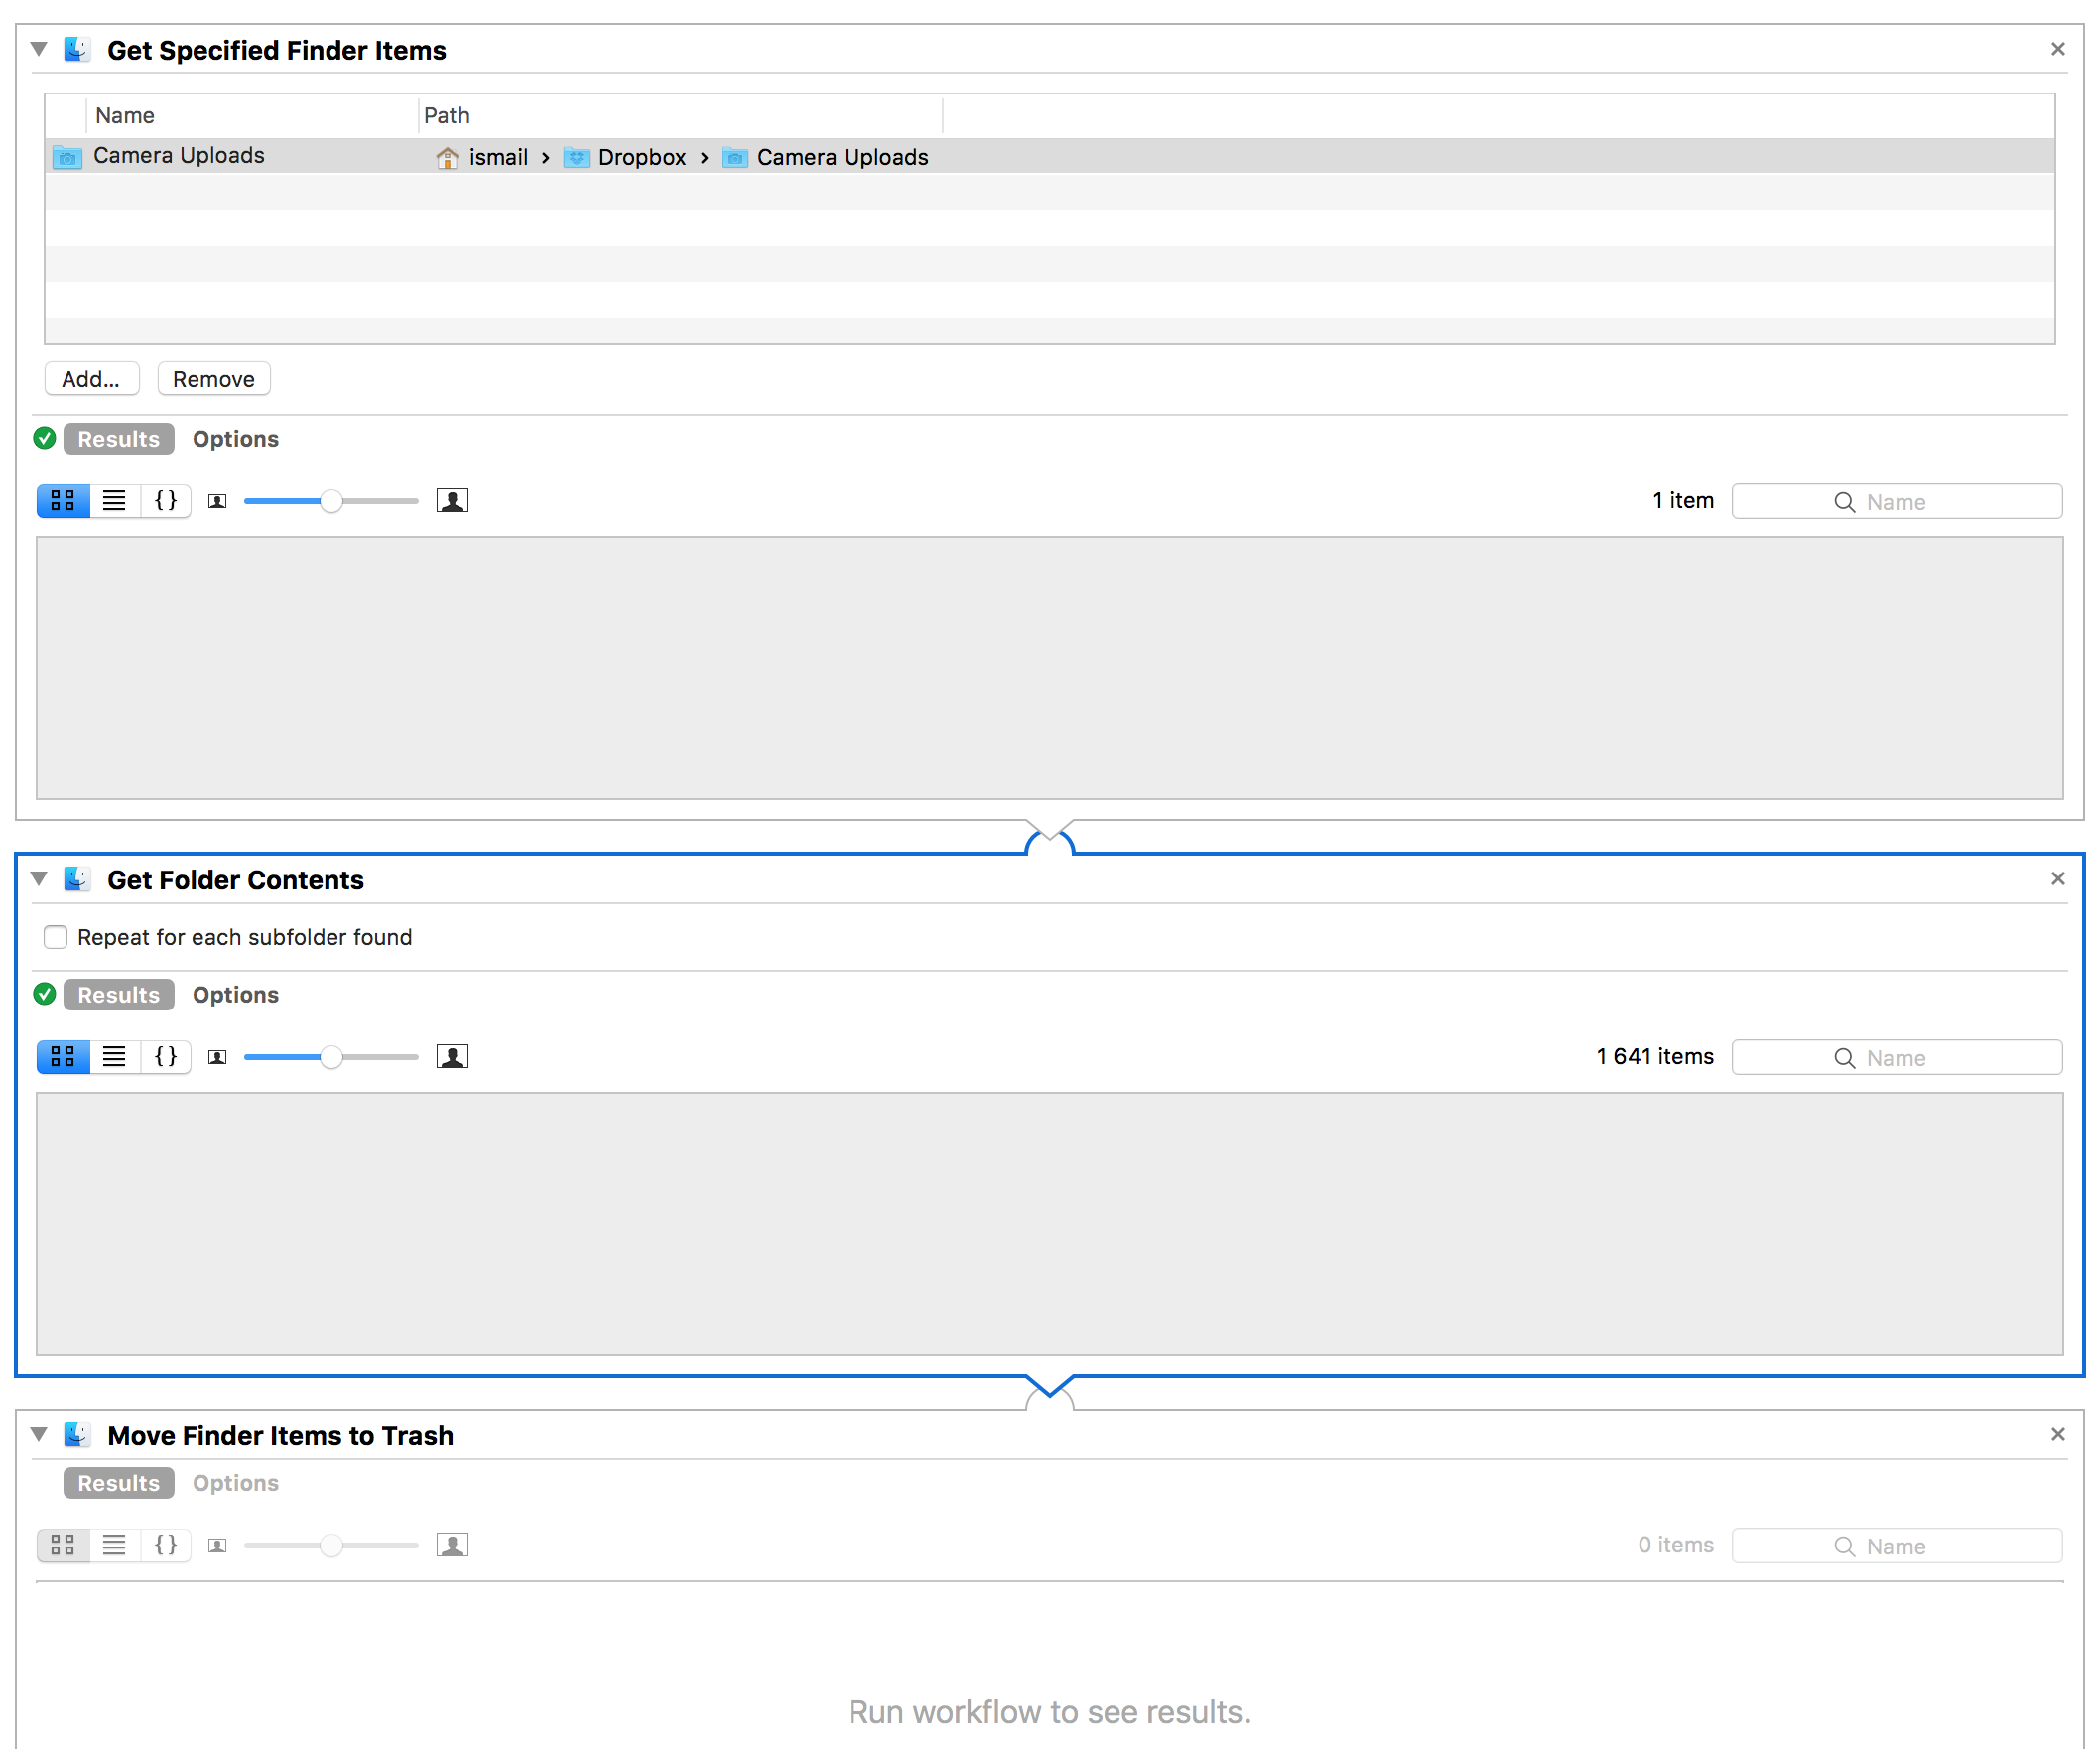 Get Specified Finder Items
Name Path
Camera Uploads ismail › Dropbox › Camera Uploads
Add... Remove
Results Options
{} 1 item Name
Get Folder Contents
Repeat for each subfolder found
Results Options
{} 1 641 items Name
Move Finder Items to Trash
Results Options
{} 0 items Name
Run workflow to see results.